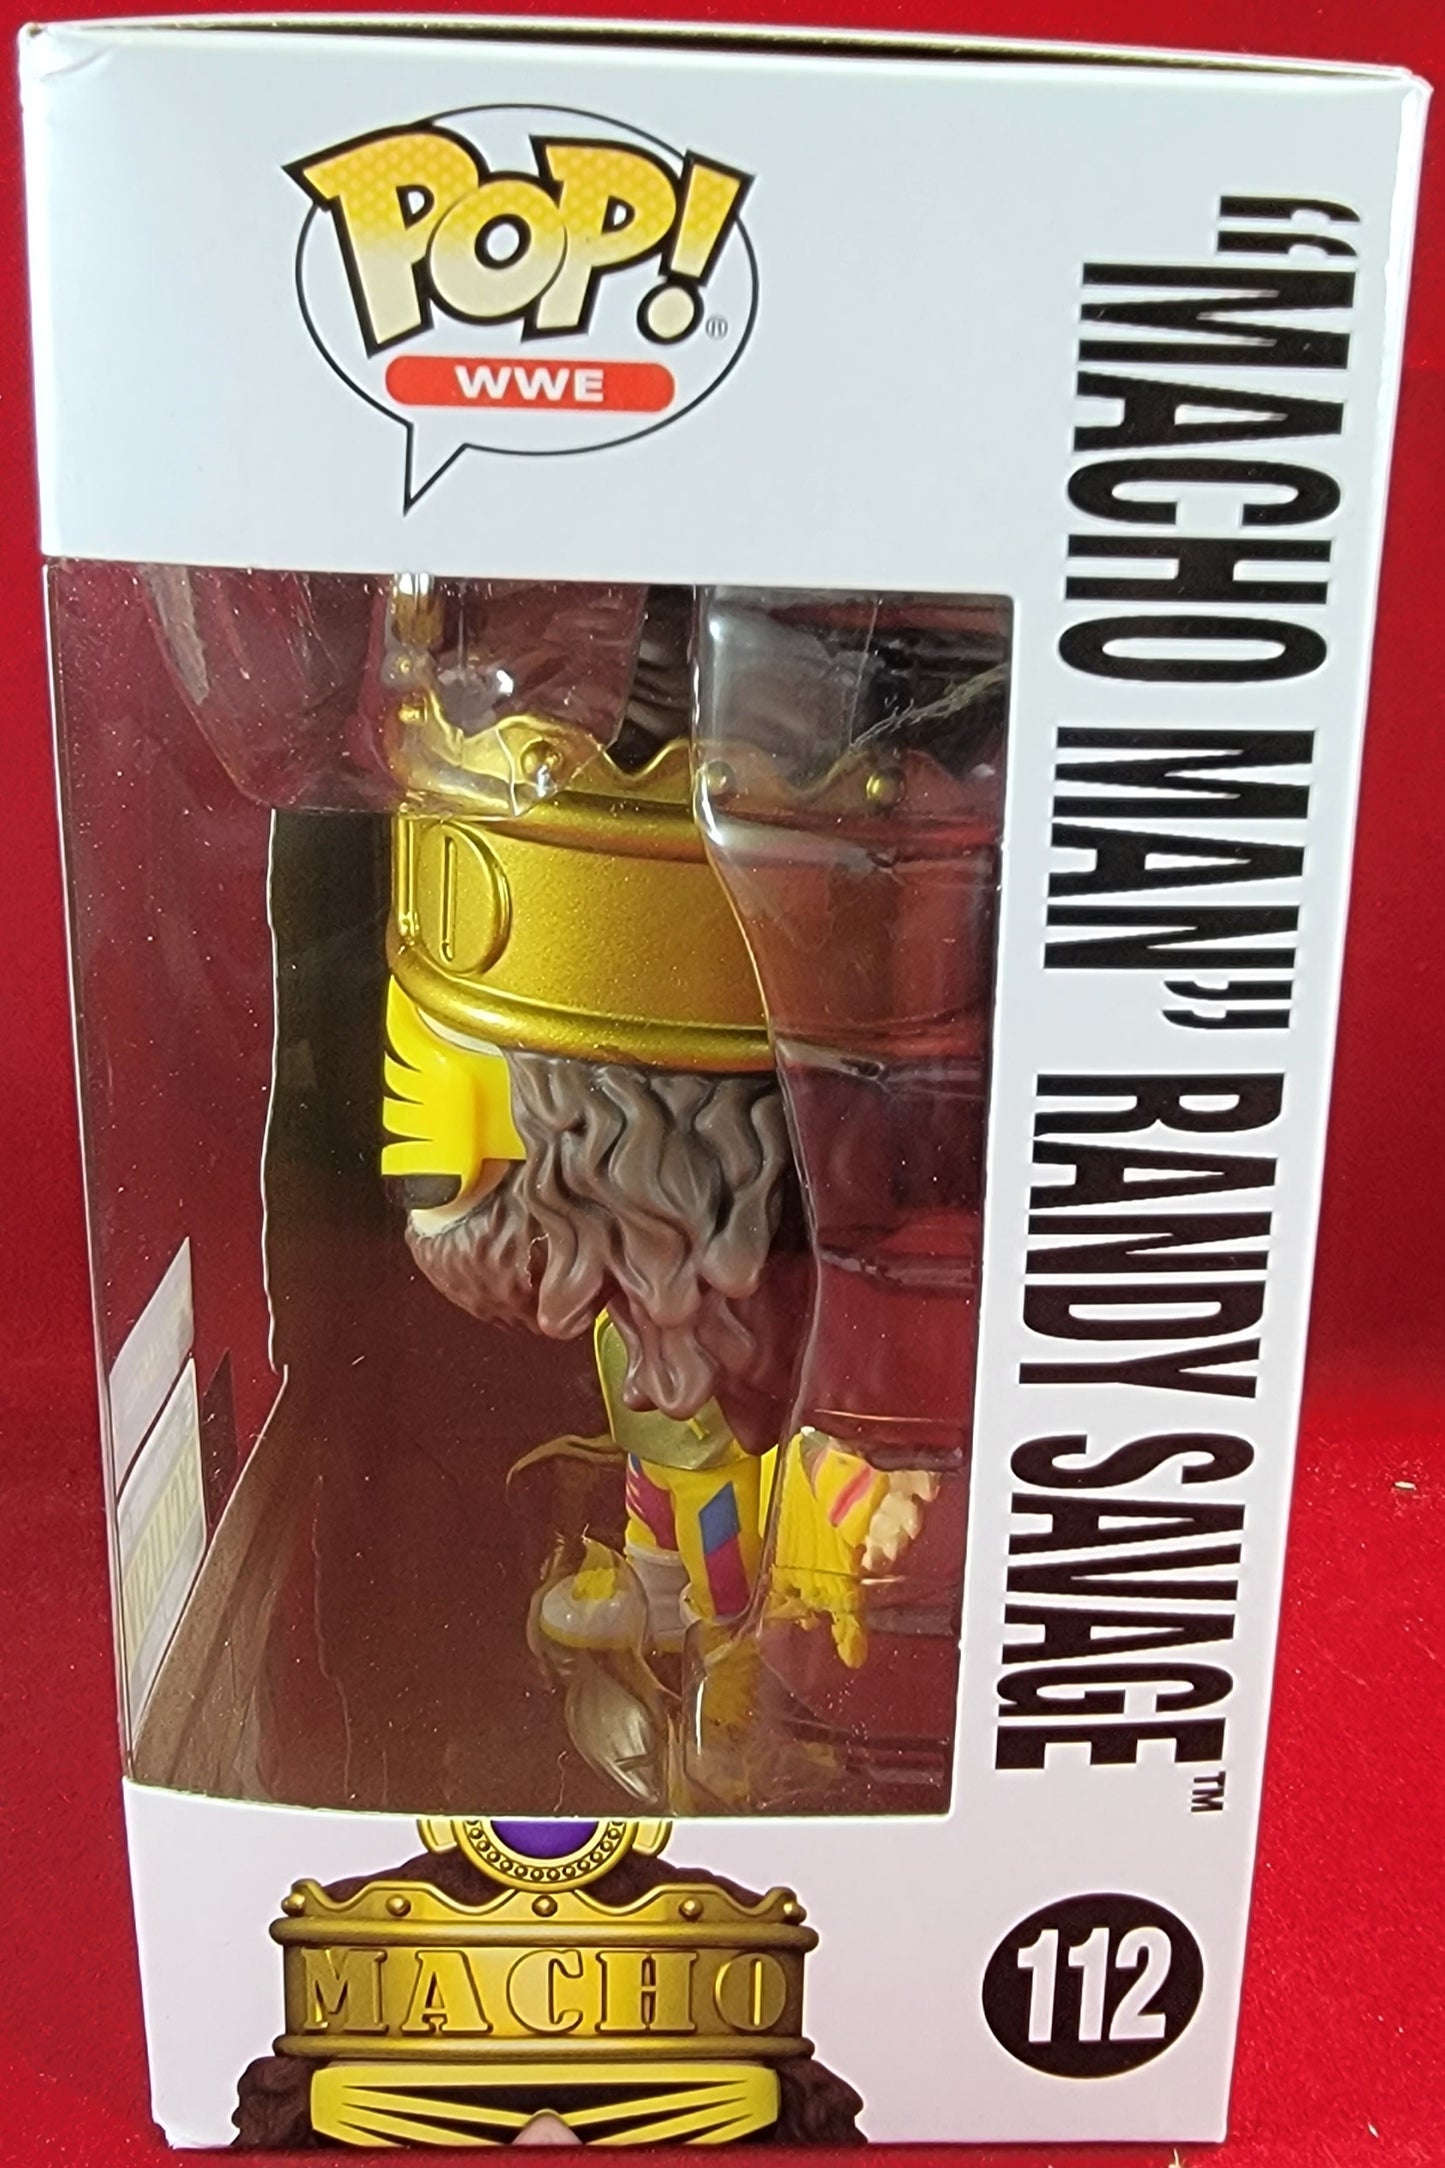 POP!®
WWE
“MACHO MAN” RANDY SAVAGE™
MACHO
112